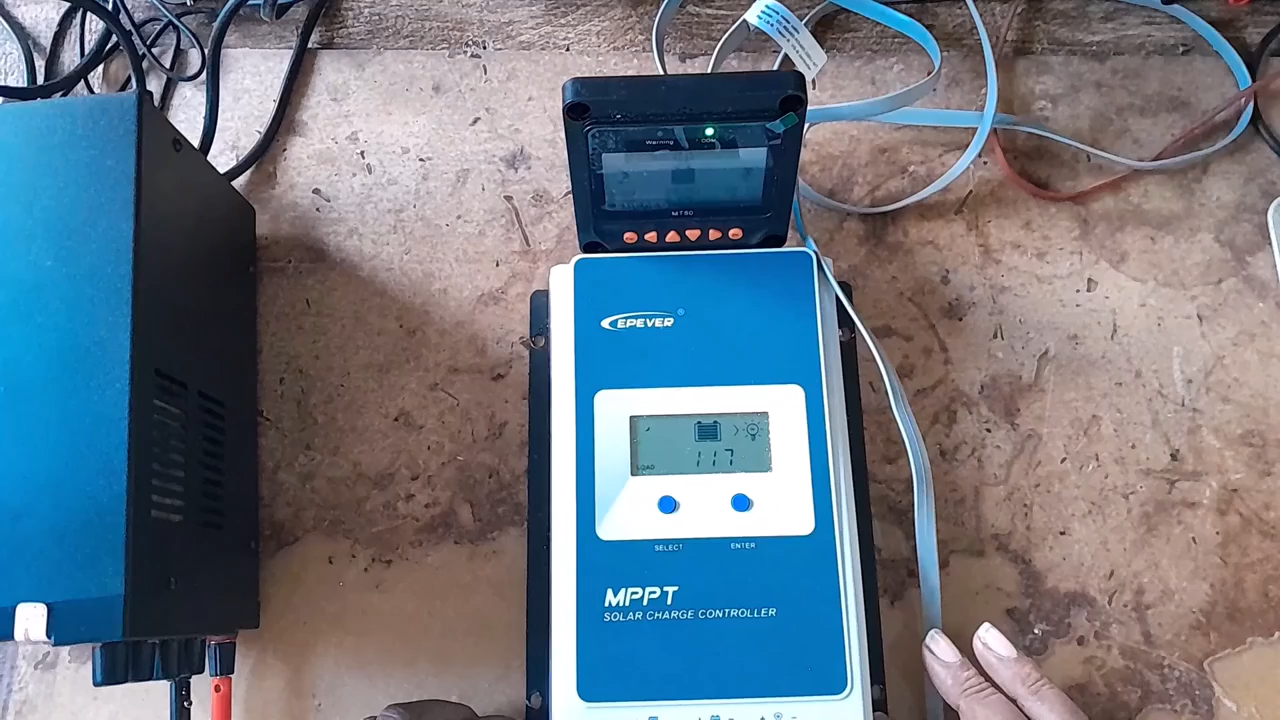 Warning
MT50
EPEVER
LOAD
117
SELECT ENTER
MPPT
SOLAR CHARGE CONTROLLER